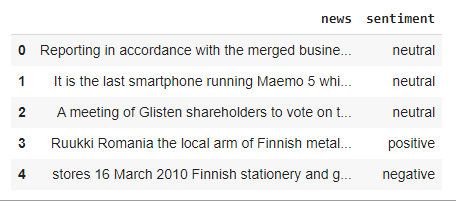 news sentiment
0 Reporting in accordance with the merged busine... neutral
1 It is the last smartphone running Maemo 5 whi... neutral
2 A meeting of Glisten shareholders to vote on t... neutral
3 Ruukki Romania the local arm of Finnish metal... positive
4 stores 16 March 2010 Finnish stationery and g... negative